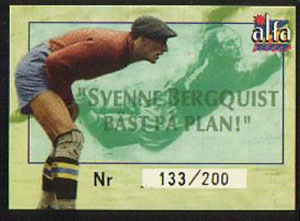 alfa
"SVENNE BERGQUIST
BÄST PÅ PLAN!"
Nr 133/200